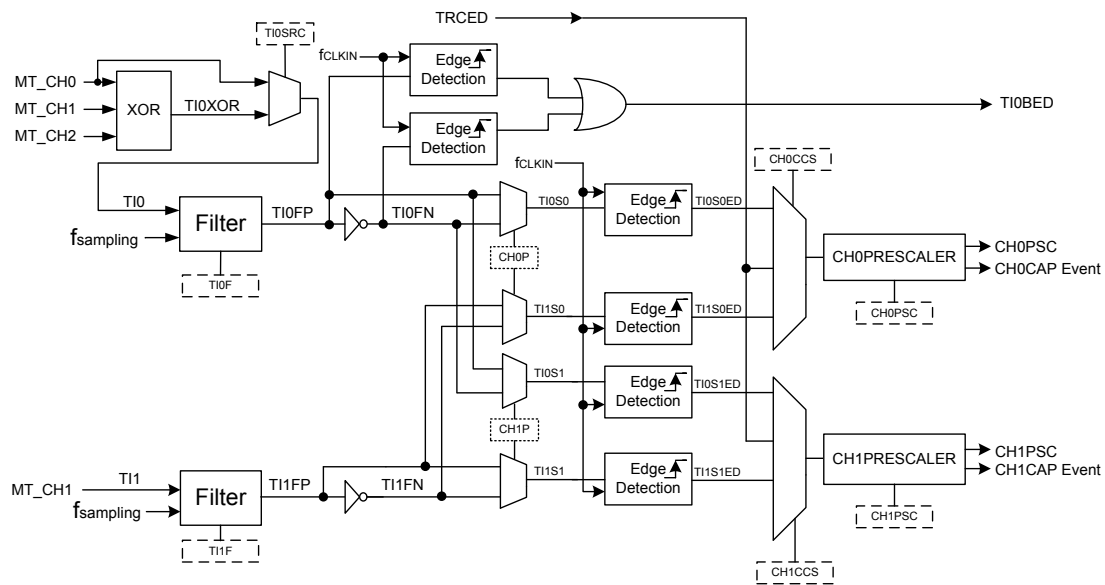 TRCED
TI0SRC
fCLKIN
Edge
Detection
MT_CH0
MT_CH1
MT_CH2
XOR
TI0XOR
TI0BED
Edge
Detection
fCLKIN
CH0CCS
TI0
Filter
fsampling
TI0FP
TI0FN
TI0S0
Edge
Detection
TI0S0ED
CH0P
CH0PRESCALER
CH0PSC
CH0CAP Event
TI0F
CH0PSC
TI1S0
Edge
Detection
TI1S0ED
TI0S1
Edge
Detection
TI0S1ED
CH1P
CH1PRESCALER
CH1PSC
CH1CAP Event
MT_CH1
TI1
Filter
fsampling
TI1FP
TI1FN
TI1S1
Edge
Detection
TI1S1ED
CH1PSC
TI1F
CH1CCS